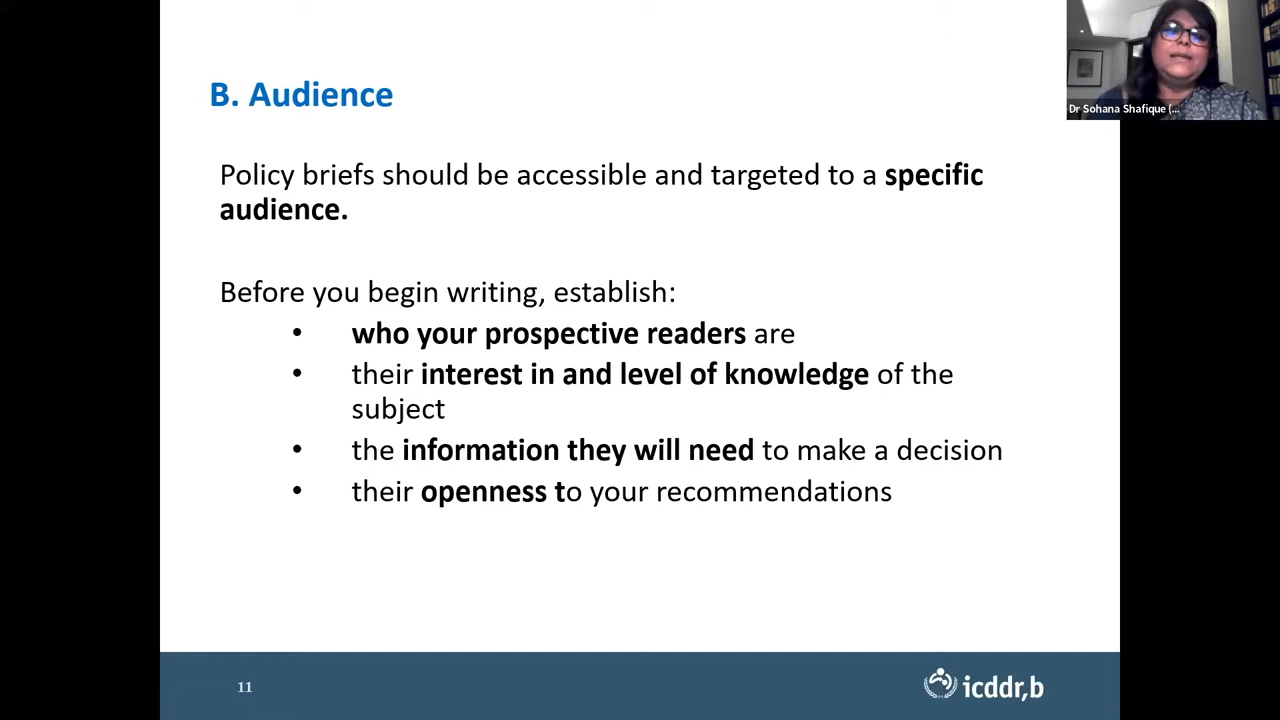 B. Audience
Dr Sohana Shafique (...
Policy briefs should be accessible and targeted to a specific
audience.
Before you begin writing, establish:
• who your prospective readers are
• their interest in and level of knowledge of the
subject
• the information they will need to make a decision
• their openness to your recommendations
11
icddr,b